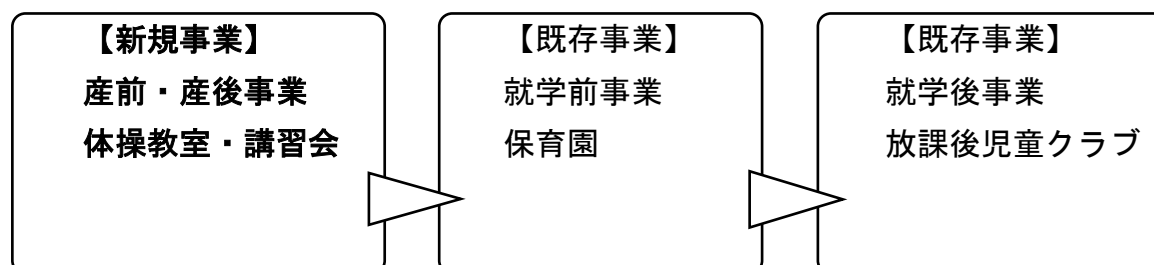 【新規事業】
産前・産後事業
体操教室・講習会
【既存事業】
就学前事業
保育園
【既存事業】
就学後事業
放課後児童クラブ